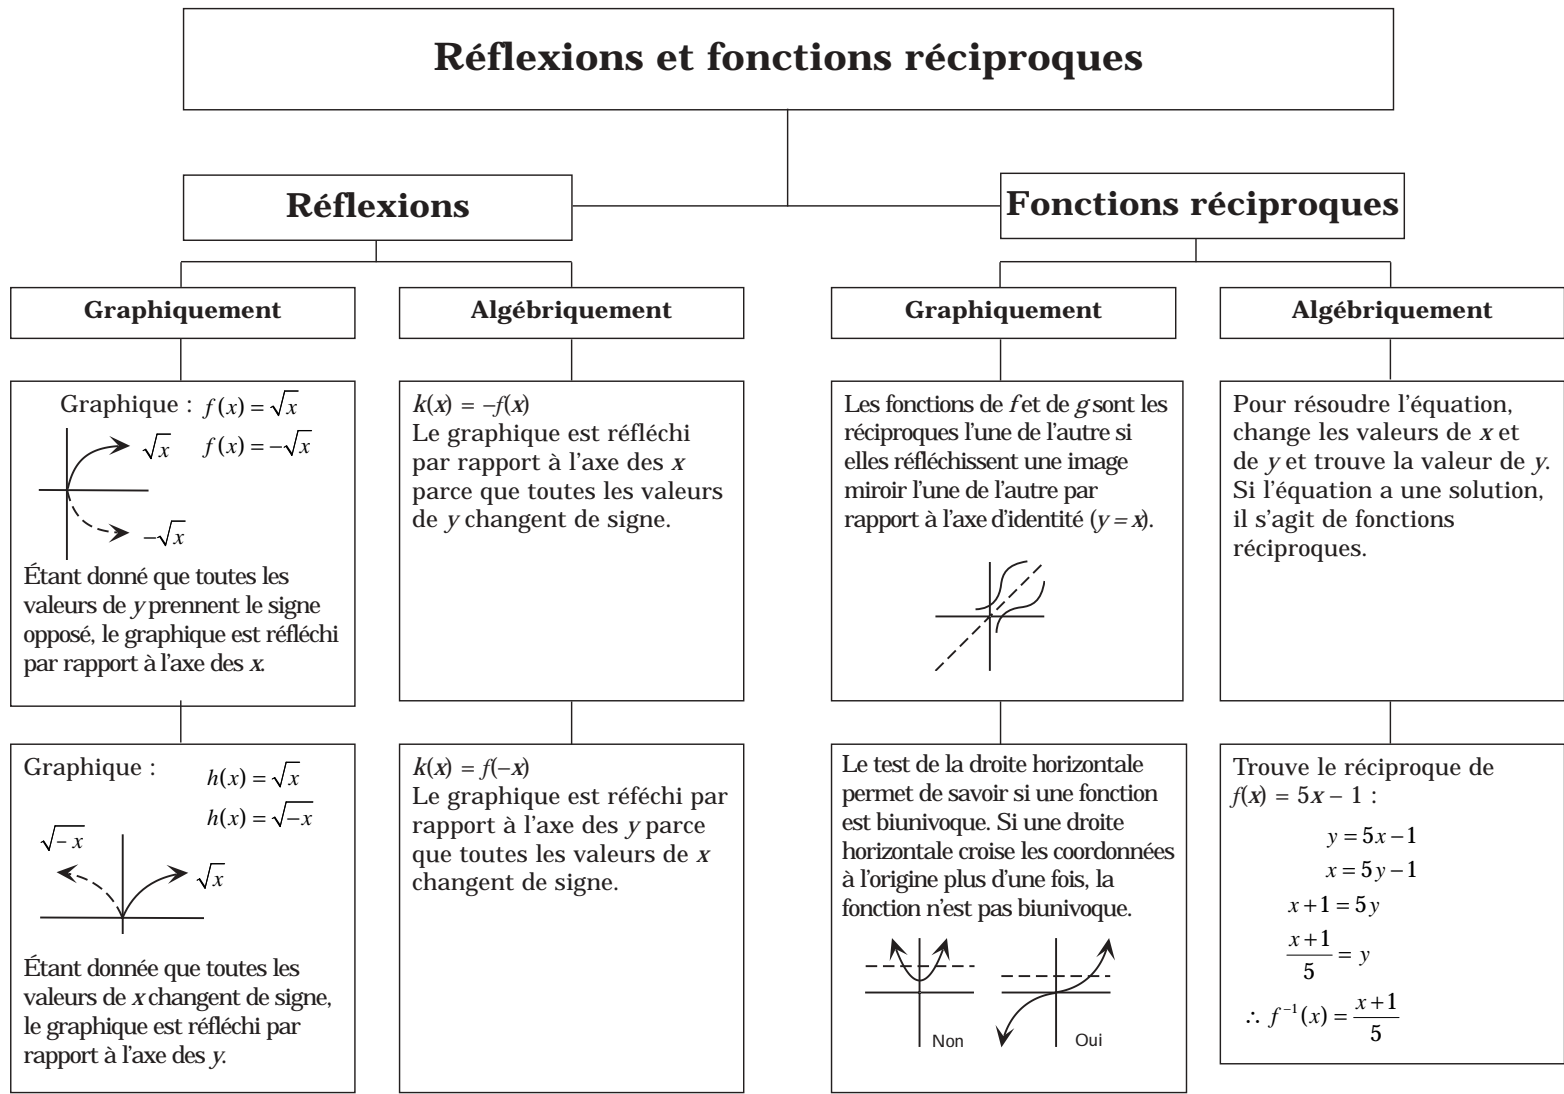 Réflexions et fonctions réciproques
Réflexions
Graphiquement
Graphique : f(x) = √x
f(x) = −√x
√x
−√x
Étant donné que toutes les
valeurs de y prennent le signe
opposé, le graphique est réfléchi
par rapport à l'axe des x.
Graphique :
h(x) = √x
h(x) = √−x
√− x
√x
Étant donnée que toutes les
valeurs de x changent de signe,
le graphique est réfléchi par
rapport à l'axe des y.
Algébriquement
k(x) = –f(x)
Le graphique est réfléchi
par rapport à l'axe des x
parce que toutes les valeurs
de y changent de signe.
k(x) = f(–x)
Le graphique est réféchi par
rapport à l'axe des y parce
que toutes les valeurs de x
changent de signe.
Fonctions réciproques
Graphiquement
Les fonctions de f et de g sont les
réciproques l'une de l'autre si
elles réfléchissent une image
miroir l'une de l'autre par
rapport à l'axe d'identité (y = x).
Le test de la droite horizontale
permet de savoir si une fonction
est biunivoque. Si une droite
horizontale croise les coordonnées
à l'origine plus d'une fois, la
fonction n'est pas biunivoque.
Non
Oui
Algébriquement
Pour résoudre l'équation,
change les valeurs de x et
de y et trouve la valeur de y.
Si l'équation a une solution,
il s'agit de fonctions
réciproques.
Trouve le réciproque de
f(x) = 5x – 1 :
y = 5x −1
x = 5y −1
x +1 = 5y
(x +1)/5 = y
∴ f⁻¹(x) = (x +1)/5